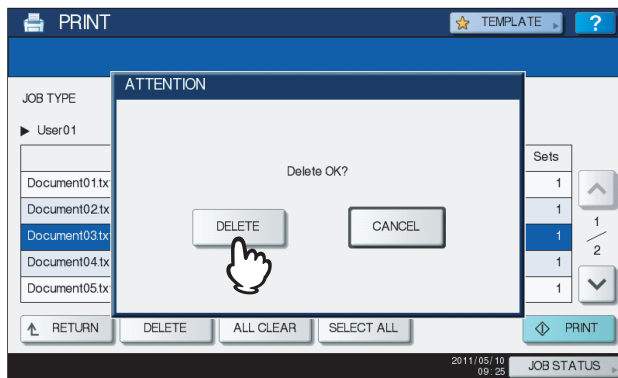 PRINT
TEMPLATE
?
ATTENTION
JOB TYPE
User01
Delete OK?
Sets
Document01.tx 1
Document02.tx 1
DELETE CANCEL
Document03.tx 1
Document04.tx 1
Document05.tx 1
1
2
RETURN DELETE ALL CLEAR SELECT ALL PRINT
2011/05/10
09:25
JOB STATUS